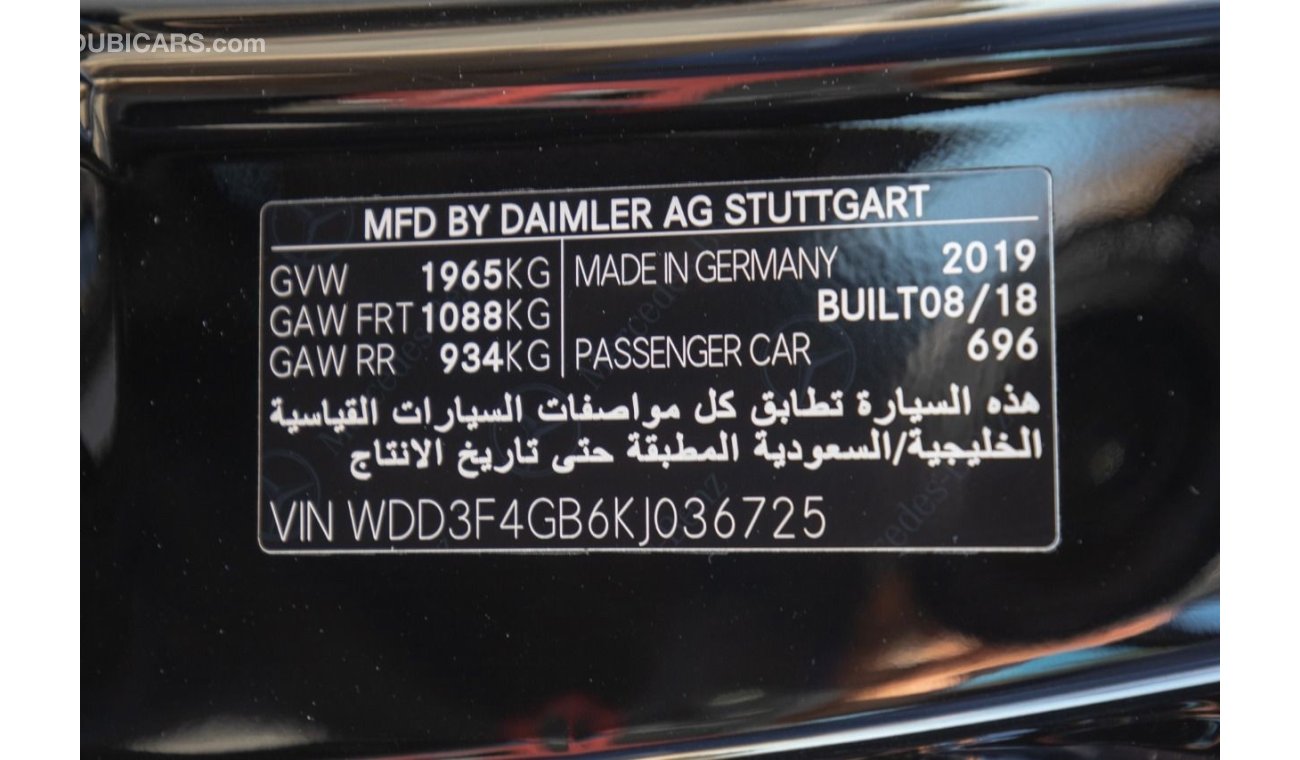 DUBICARS.com
MFD BY DAIMLER AG STUTTGART
GVW 1965KG MADE IN GERMANY 2019
GAW FRT 1088KG BUILT08/18
GAW RR 934KG PASSENGER CAR 696
هذه السيارة تطابق كل مواصفات السيارات القياسية
الخليجية/السعودية المطبقة حتى تاريخ الانتاج
VIN WDD3F4GB6KJ036725